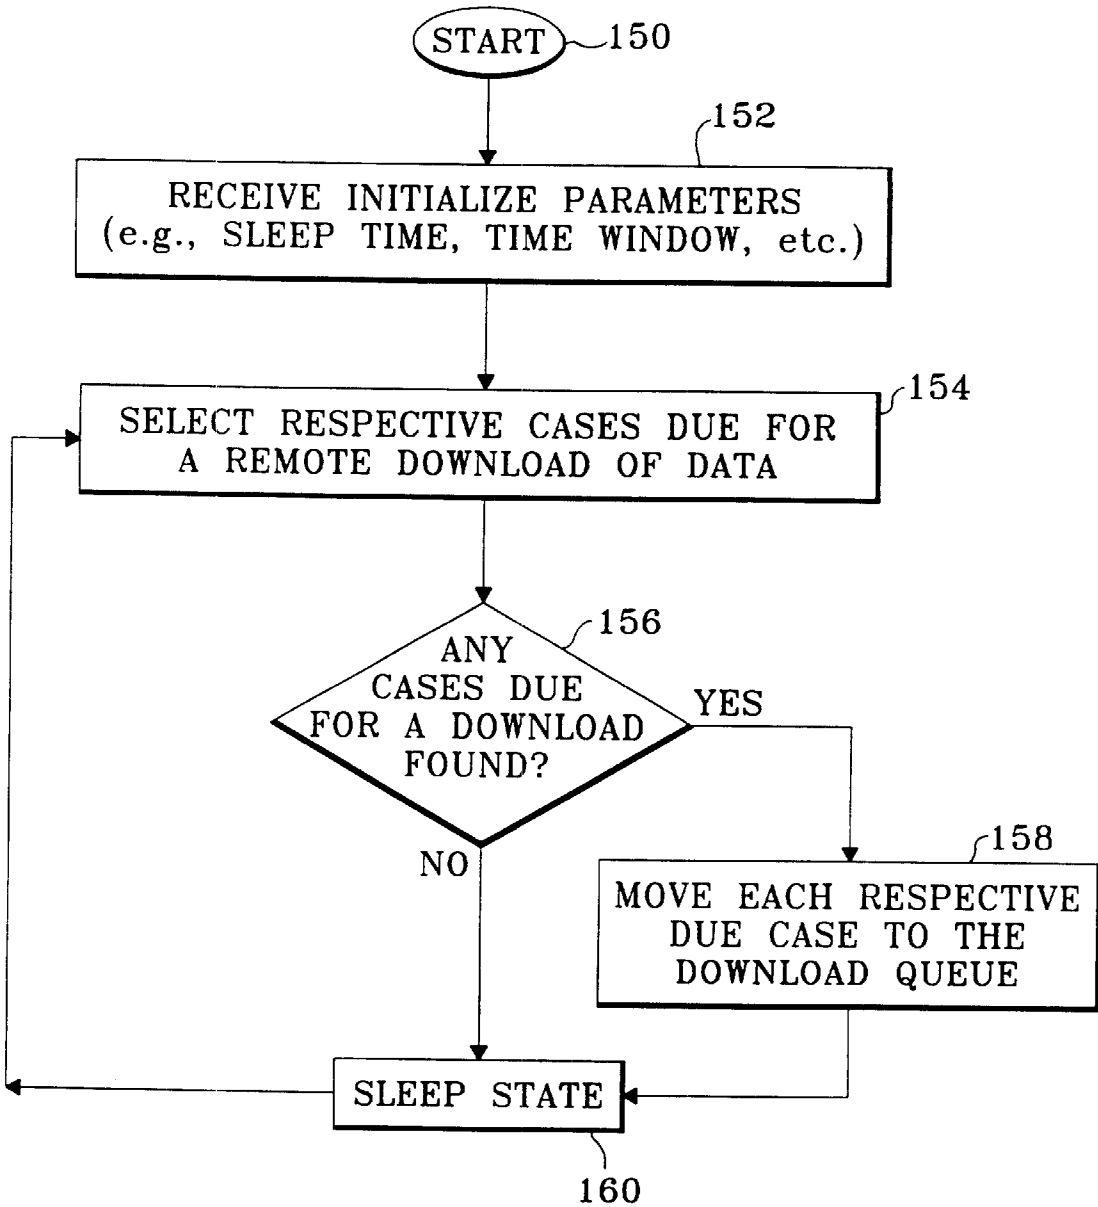 START
150
152
RECEIVE INITIALIZE PARAMETERS
(e.g., SLEEP TIME, TIME WINDOW, etc.)
154
SELECT RESPECTIVE CASES DUE FOR
A REMOTE DOWNLOAD OF DATA
156
ANY
CASES DUE
FOR A DOWNLOAD
FOUND?
YES
NO
158
MOVE EACH RESPECTIVE
DUE CASE TO THE
DOWNLOAD QUEUE
SLEEP STATE
160